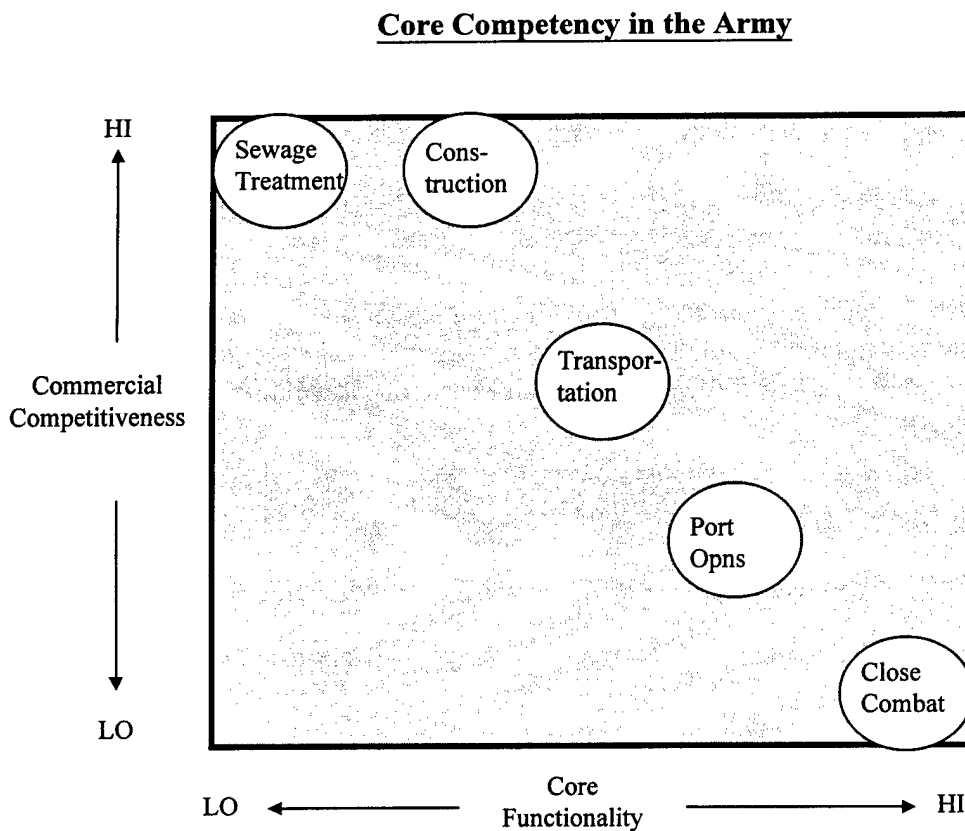 Core Competency in the Army
HI
Sewage
Treatment
Cons-
truction
Transpor-
tation
Commercial
Competitiveness
Port
Opns
Close
Combat
LO
LO
Core
Functionality
HI